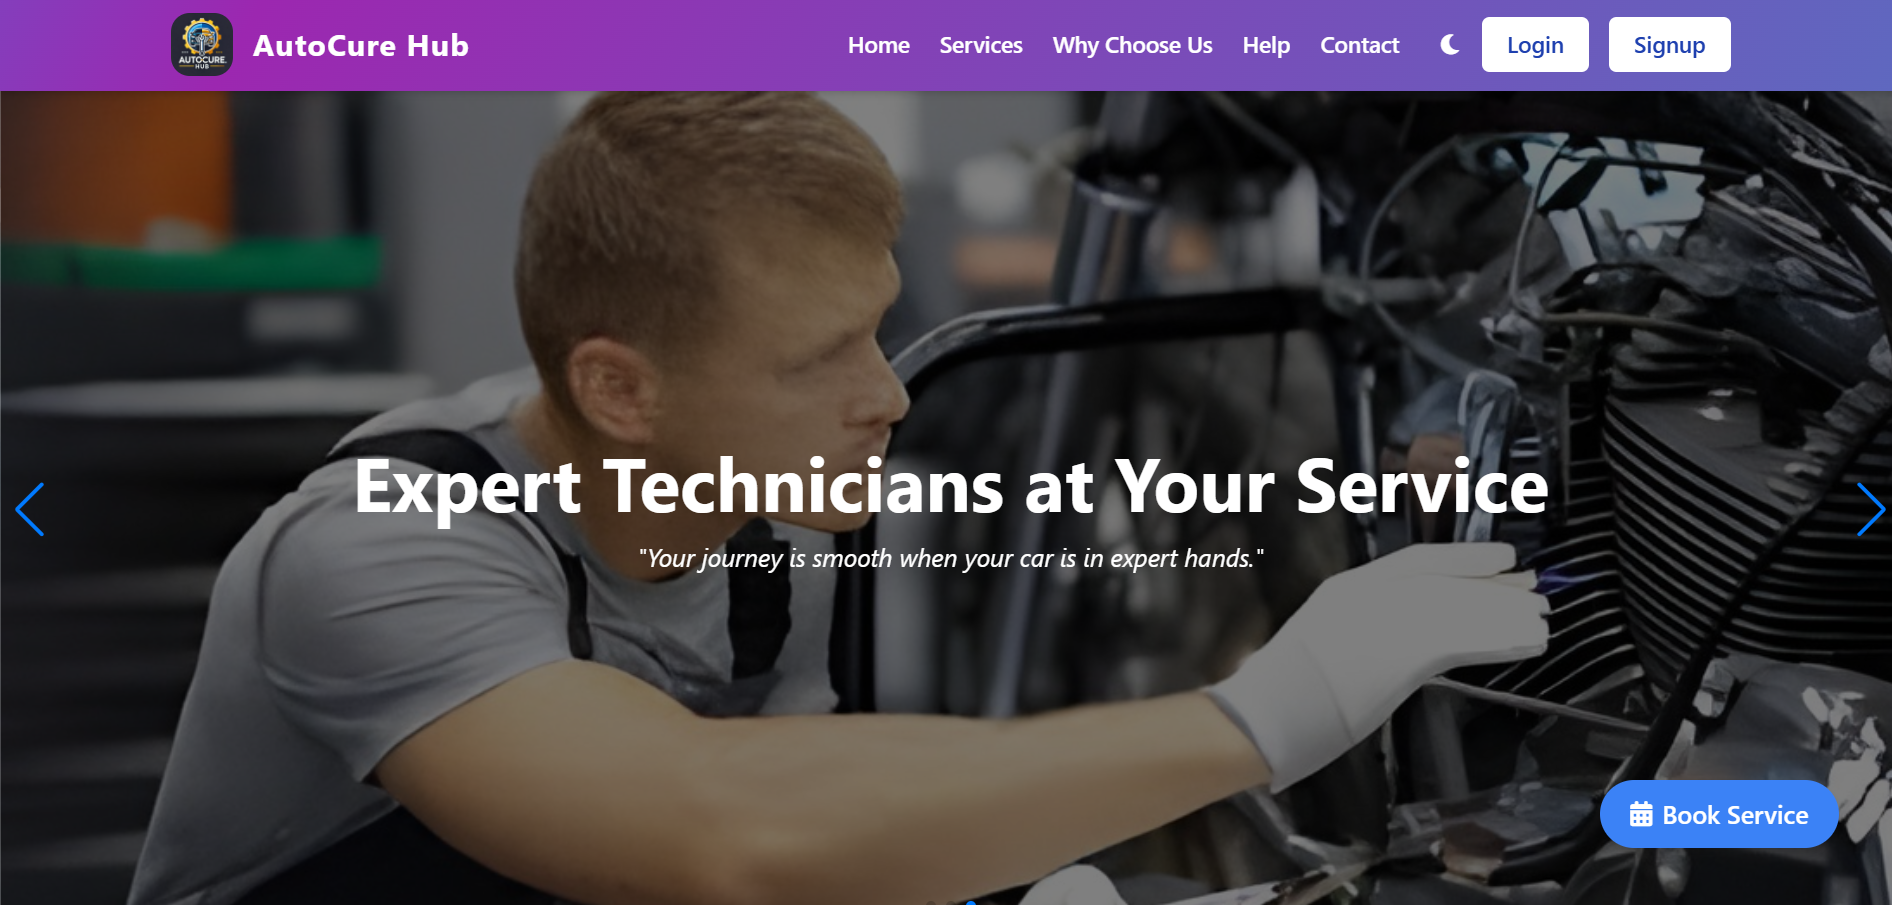 AUTOCURE.
HUB
AutoCure Hub
Home
Services
Why Choose Us
Help
Contact
Login
Signup
Expert Technicians at Your Service
"Your journey is smooth when your car is in expert hands."
Book Service